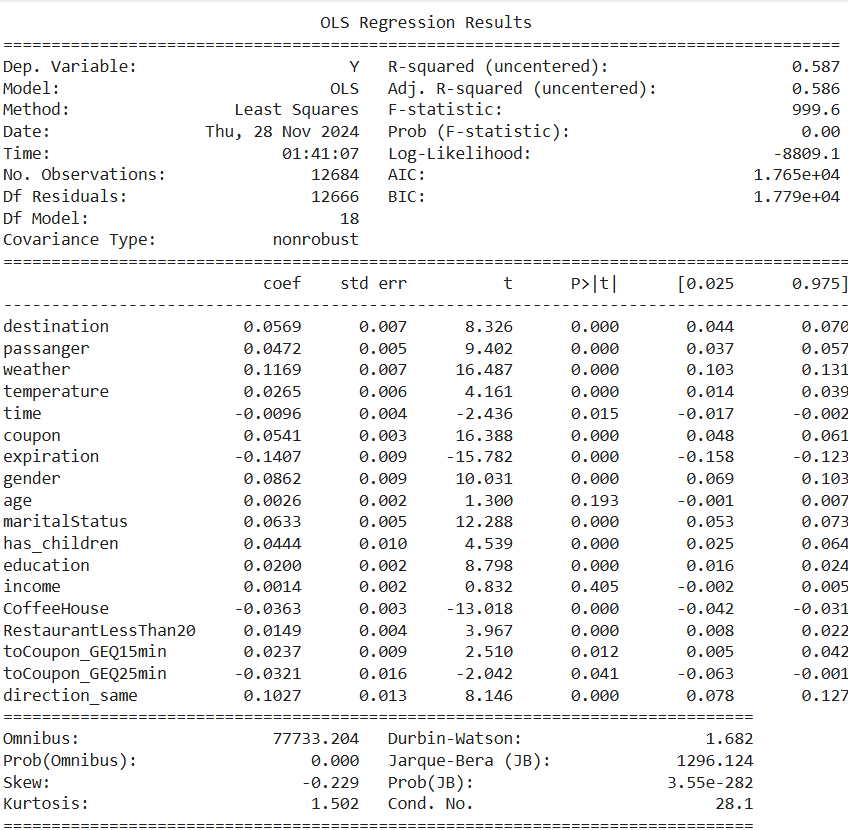 OLS Regression Results
==============================================================================
Dep. Variable: Y R-squared (uncentered): 0.587
Model: OLS Adj. R-squared (uncentered): 0.586
Method: Least Squares F-statistic: 999.6
Date: Thu, 28 Nov 2024 Prob (F-statistic): 0.00
Time: 01:41:07 Log-Likelihood: -8809.1
No. Observations: 12684 AIC: 1.765e+04
Df Residuals: 12666 BIC: 1.779e+04
Df Model: 18
Covariance Type: nonrobust
==============================================================================
coef std err t P>|t| [0.025 0.975]
------------------------------------------------------------------------------
destination 0.0569 0.007 8.326 0.000 0.044 0.070
passanger 0.0472 0.005 9.402 0.000 0.037 0.057
weather 0.1169 0.007 16.487 0.000 0.103 0.131
temperature 0.0265 0.006 4.161 0.000 0.014 0.039
time -0.0096 0.004 -2.436 0.015 -0.017 -0.002
coupon 0.0541 0.003 16.388 0.000 0.048 0.061
expiration -0.1407 0.009 -15.782 0.000 -0.158 -0.123
gender 0.0862 0.009 10.031 0.000 0.069 0.103
age 0.0026 0.002 1.300 0.193 -0.001 0.007
maritalStatus 0.0633 0.005 12.288 0.000 0.053 0.073
has_children 0.0444 0.010 4.539 0.000 0.025 0.064
education 0.0200 0.002 8.798 0.000 0.016 0.024
income 0.0014 0.002 0.832 0.405 -0.002 0.005
CoffeeHouse -0.0363 0.003 -13.018 0.000 -0.042 -0.031
RestaurantLessThan20 0.0149 0.004 3.967 0.000 0.008 0.022
toCoupon_GEQ15min 0.0237 0.009 2.510 0.012 0.005 0.042
toCoupon_GEQ25min -0.0321 0.016 -2.042 0.041 -0.063 -0.001
direction_same 0.1027 0.013 8.146 0.000 0.078 0.127
==============================================================================
Omnibus: 77733.204 Durbin-Watson: 1.682
Prob(Omnibus): 0.000 Jarque-Bera (JB): 1296.124
Skew: -0.229 Prob(JB): 3.55e-282
Kurtosis: 1.502 Cond. No. 28.1
==============================================================================